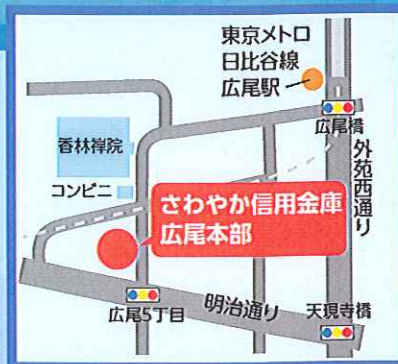 東京メトロ
日比谷線
広尾駅
広尾橋
香林禅院
外苑西通り
コンビニ
さわやか信用金庫
広尾本部
広尾5丁目
明治通り
天現寺橋